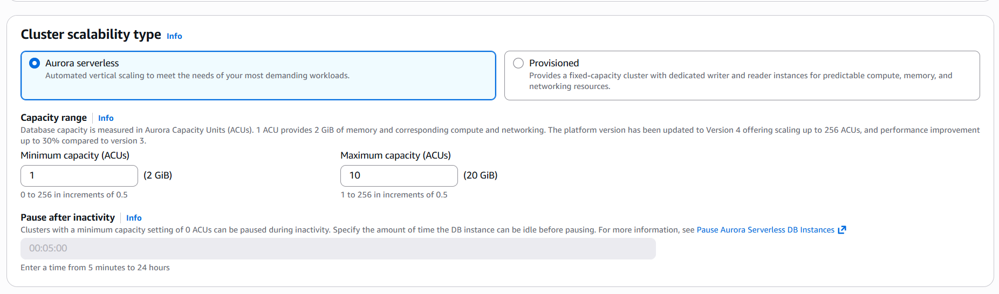 Cluster scalability type Info
Aurora serverless
Automated vertical scaling to meet the needs of your most demanding workloads.
Provisioned
Provides a fixed-capacity cluster with dedicated writer and reader instances for predictable compute, memory, and
networking resources.
Capacity range Info
Database capacity is measured in Aurora Capacity Units (ACUs). 1 ACU provides 2 GiB of memory and corresponding compute and networking. The platform version has been updated to Version 4 offering scaling up to 256 ACUs, and performance improvement
up to 30% compared to version 3.
Minimum capacity (ACUs)
1 (2 GiB)
0 to 256 in increments of 0.5
Maximum capacity (ACUs)
10 (20 GiB)
1 to 256 in increments of 0.5
Pause after inactivity Info
Clusters with a minimum capacity setting of 0 ACUs can be paused during inactivity. Specify the amount of time the DB instance can be idle before pausing. For more information, see Pause Aurora Serverless DB Instances
00:05:00
Enter a time from 5 minutes to 24 hours